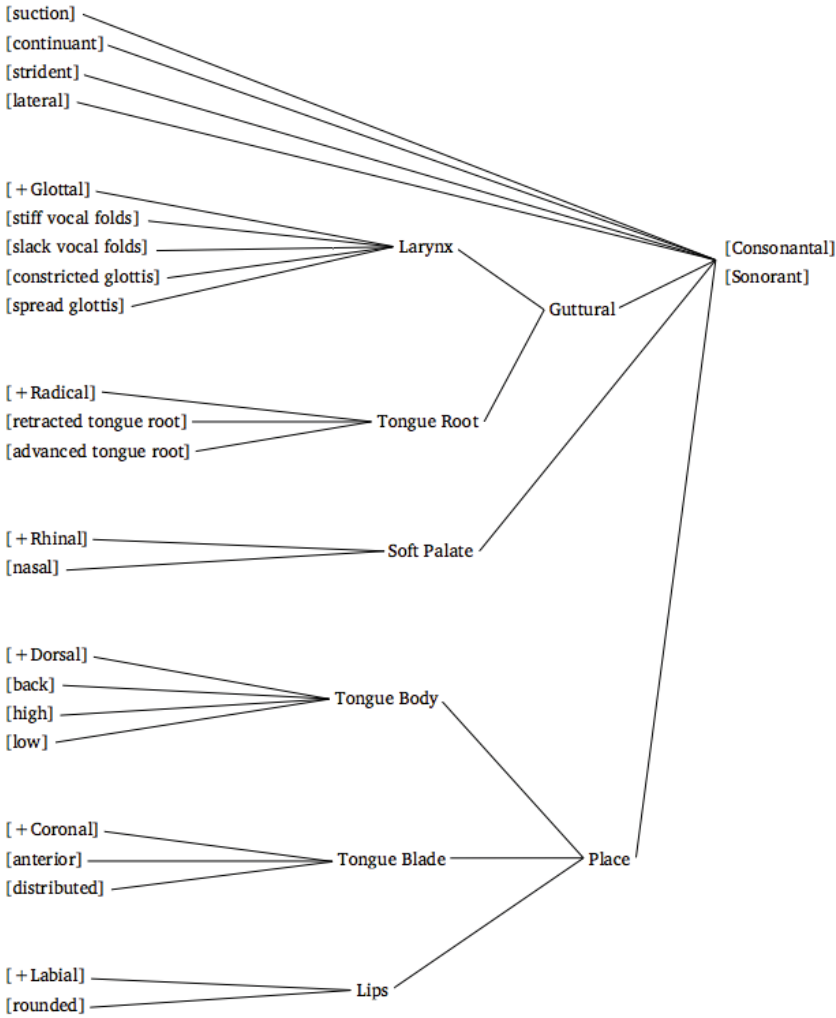 [suction]
[continuant]
[strident]
[lateral]
[+Glottal]
[stiff vocal folds]
[slack vocal folds]
[constricted glottis]
[spread glottis]
Larynx
[Consonantal]
[Sonorant]
Guttural
[+Radical]
[retracted tongue root]
[advanced tongue root]
Tongue Root
[+Rhinal]
[nasal]
Soft Palate
[+Dorsal]
[back]
[high]
[low]
Tongue Body
[+Coronal]
[anterior]
[distributed]
Tongue Blade
Place
[+Labial]
[rounded]
Lips